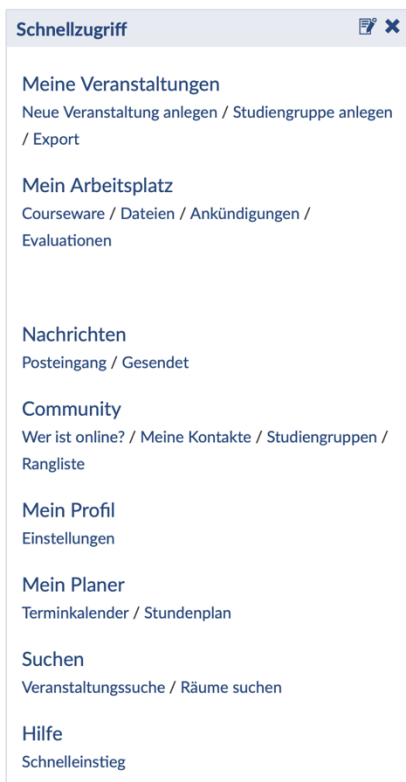 Schnellzugriff
Meine Veranstaltungen
Neue Veranstaltung anlegen / Studiengruppe anlegen
/ Export
Mein Arbeitsplatz
Courseware / Dateien / Ankündigungen /
Evaluationen
Nachrichten
Posteingang / Gesendet
Community
Wer ist online? / Meine Kontakte / Studiengruppen /
Rangliste
Mein Profil
Einstellungen
Mein Planer
Terminkalender / Stundenplan
Suchen
Veranstaltungssuche / Räume suchen
Hilfe
Schnelleinstieg